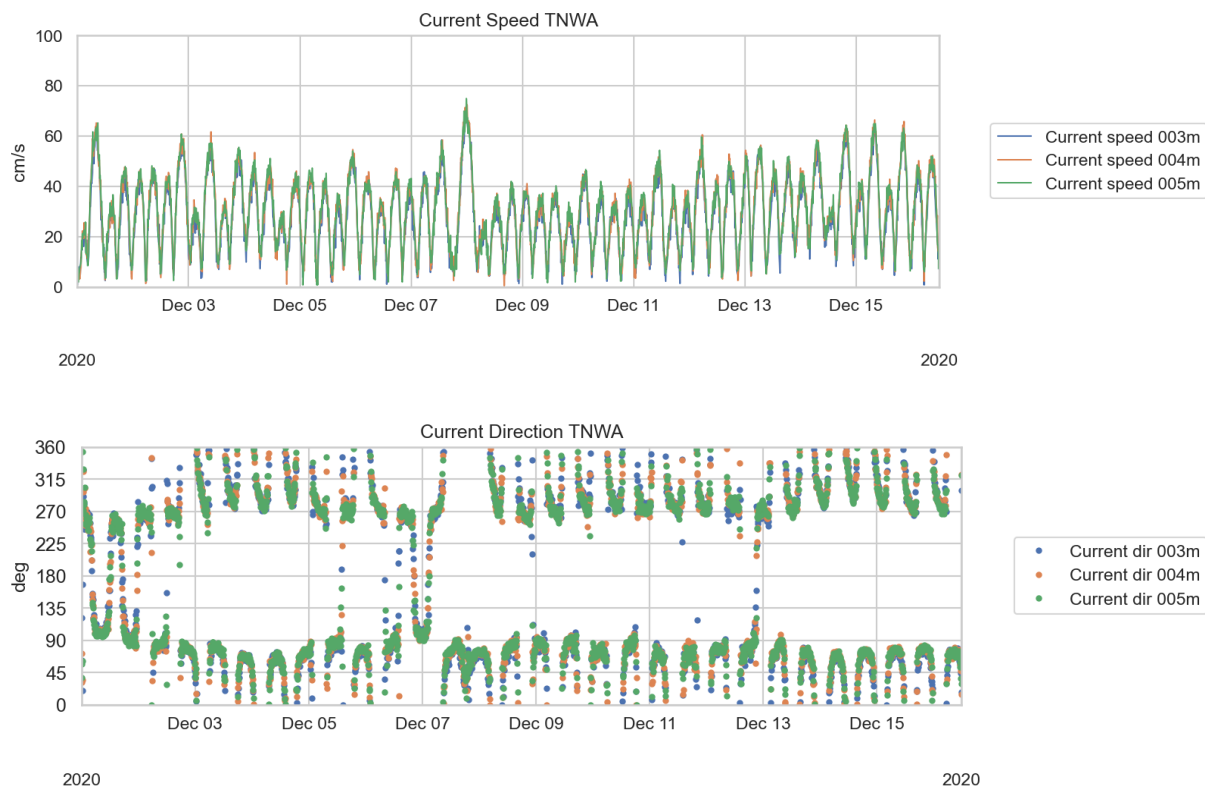 Current Speed TNWA
100
80
60
40
20
0
cm/s
Dec 03 Dec 05 Dec 07 Dec 09 Dec 11 Dec 13 Dec 15
2020 2020
Current speed 003m
Current speed 004m
Current speed 005m
Current Direction TNWA
360
315
270
225
180
135
90
45
0
deg
Dec 03 Dec 05 Dec 07 Dec 09 Dec 11 Dec 13 Dec 15
2020 2020
Current dir 003m
Current dir 004m
Current dir 005m